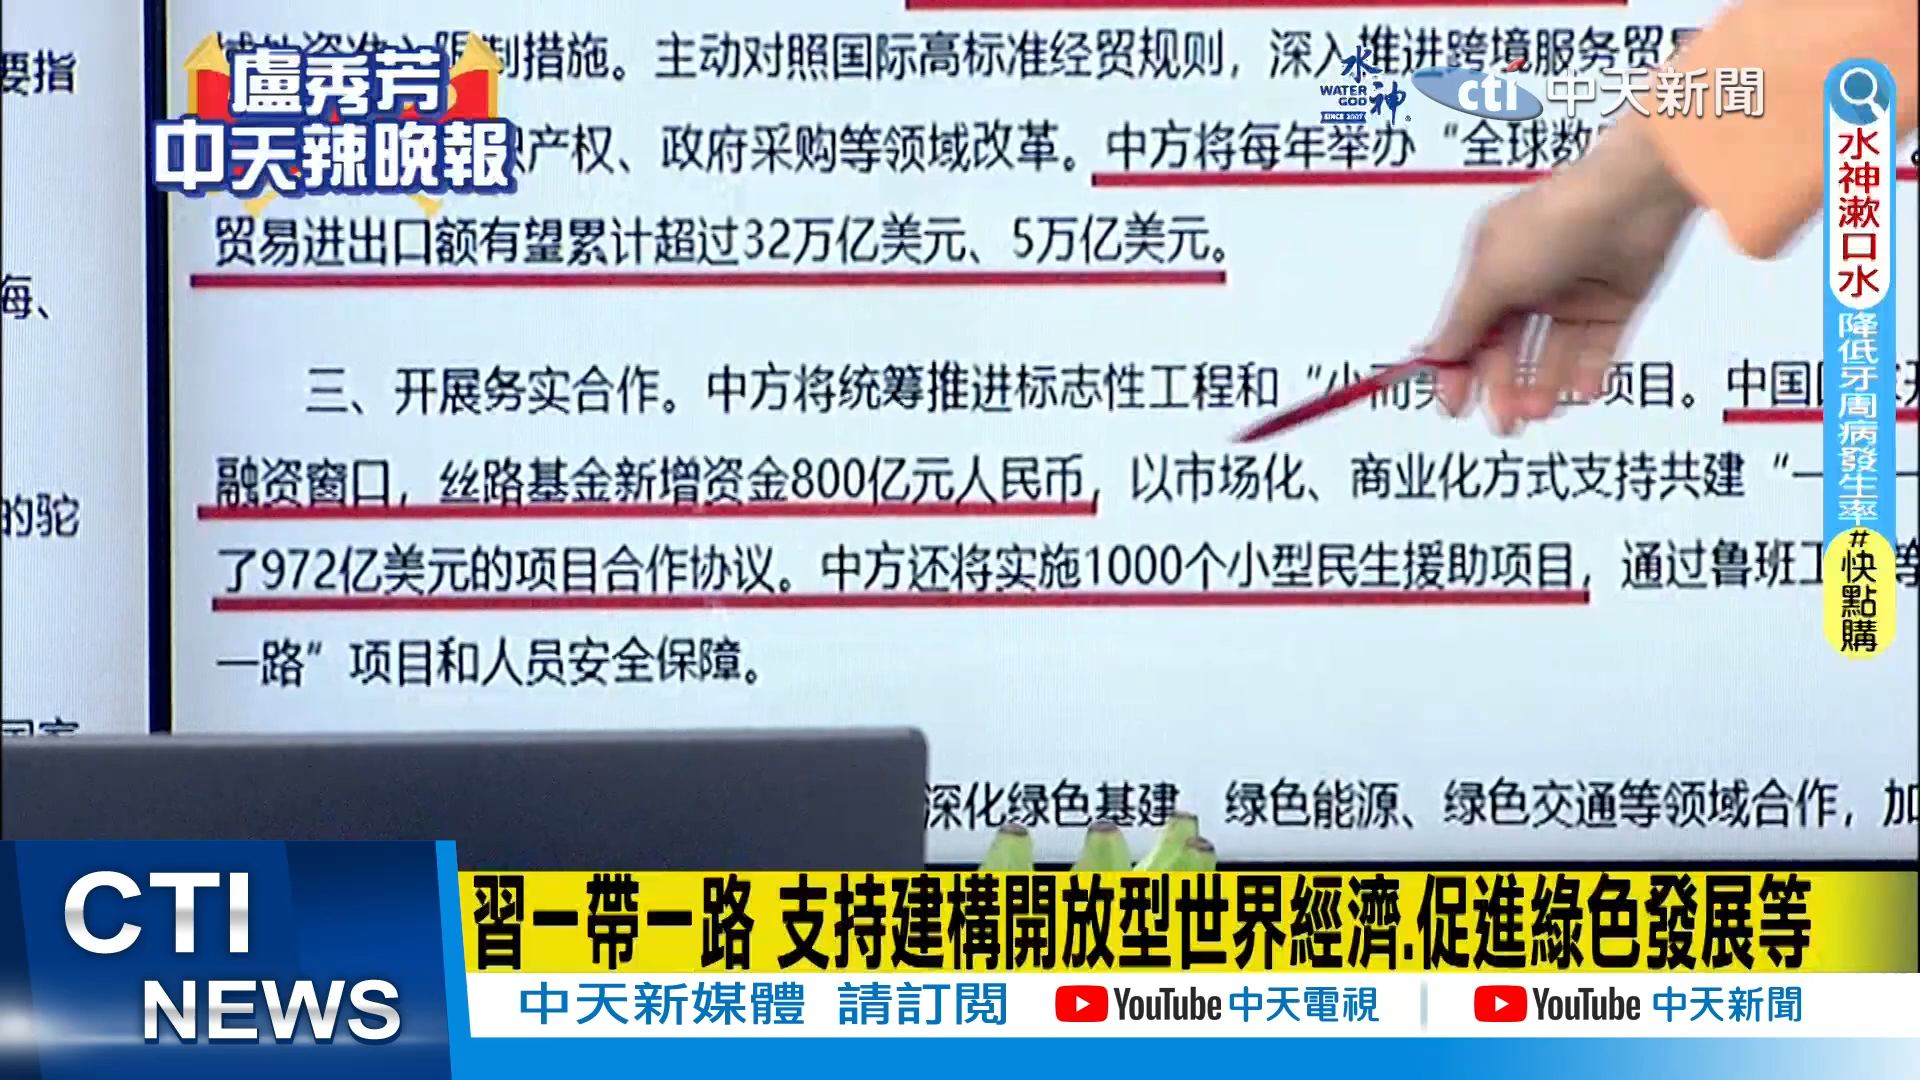 要指
海、
的驼
国家
盧秀芳
中天辣晚報
制措施。主动对照国际高标准经贸规则，深入推进跨境服务贸易
产权、政府采购等领域改革。中方将每年举办“全球数
贸易进出口额有望累计超过32万亿美元、5万亿美元。
三、开展务实合作。中方将统筹推进标志性工程和“小而美 项目。中国
融资窗口，丝路基金新增资金800亿元人民币，以市场化、商业化方式支持共建“一
了972亿美元的项目合作协议。中方还将实施1000个小型民生援助项目，通过鲁班工 等
一路”项目和人员安全保障。
深化绿色基建、绿色能源、绿色交通等领域合作，加
水神
WATER GOD
SINCE 2007
cti 中天新聞
水神漱口水
降低牙周病發生率
#快點購
CTI
NEWS
習一帶一路 支持建構開放型世界經濟.促進綠色發展等
中天新媒體 請訂閱 YouTube 中天電視 | YouTube 中天新聞